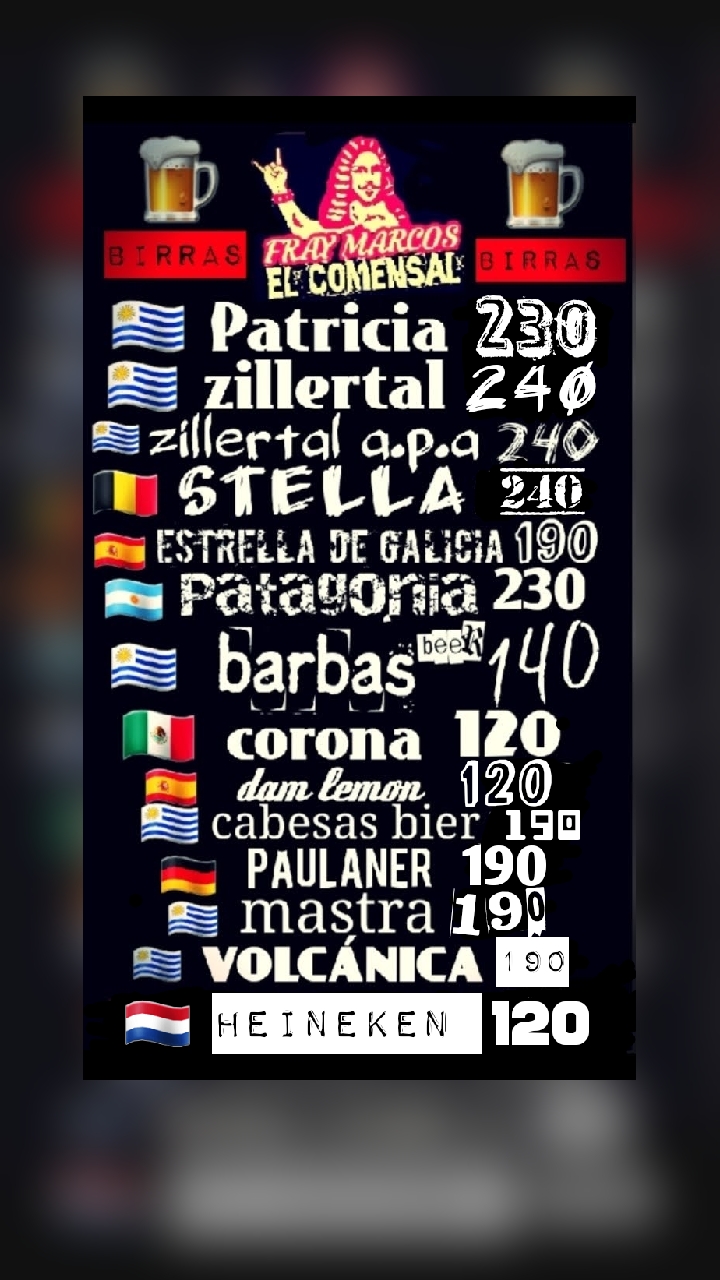 BIRRAS
FRAY MARCOS
EL COMENSAL
BIRRAS
Patricia 230
zillertal 240
zillertal a.p.a 240
STELLA 240
ESTRELLA DE GALICIA 190
patagonia 230
barbas beeR 140
corona 120
dam lemon 120
cabesas bier 190
PAULANER 190
mastra 190
VOLCÁNICA 190
HEINEKEN 120